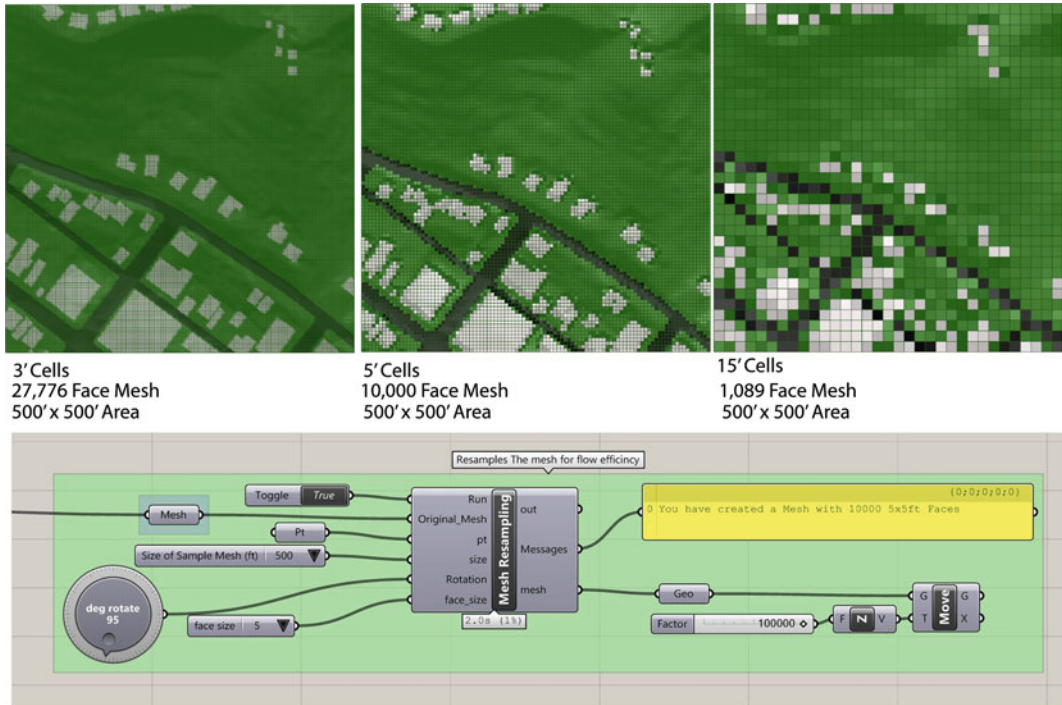 3' Cells
27,776 Face Mesh
500' x 500' Area
5' Cells
10,000 Face Mesh
500' x 500' Area
15' Cells
1,089 Face Mesh
500' x 500' Area
Resamples The mesh for flow efficincy
Toggle True
Mesh
Pt
Size of Sample Mesh (ft) 500
deg rotate
95
face size 5
Run
Original_Mesh
pt
size
Rotation
face_size
Mesh Resampling
out
Messages
mesh
2.0s (1%)
{0;0;0;0;0}
0 You have created a Mesh with 10000 5x5ft Faces
Geo
Factor 100000
F Z V
G
T
Move
G
X